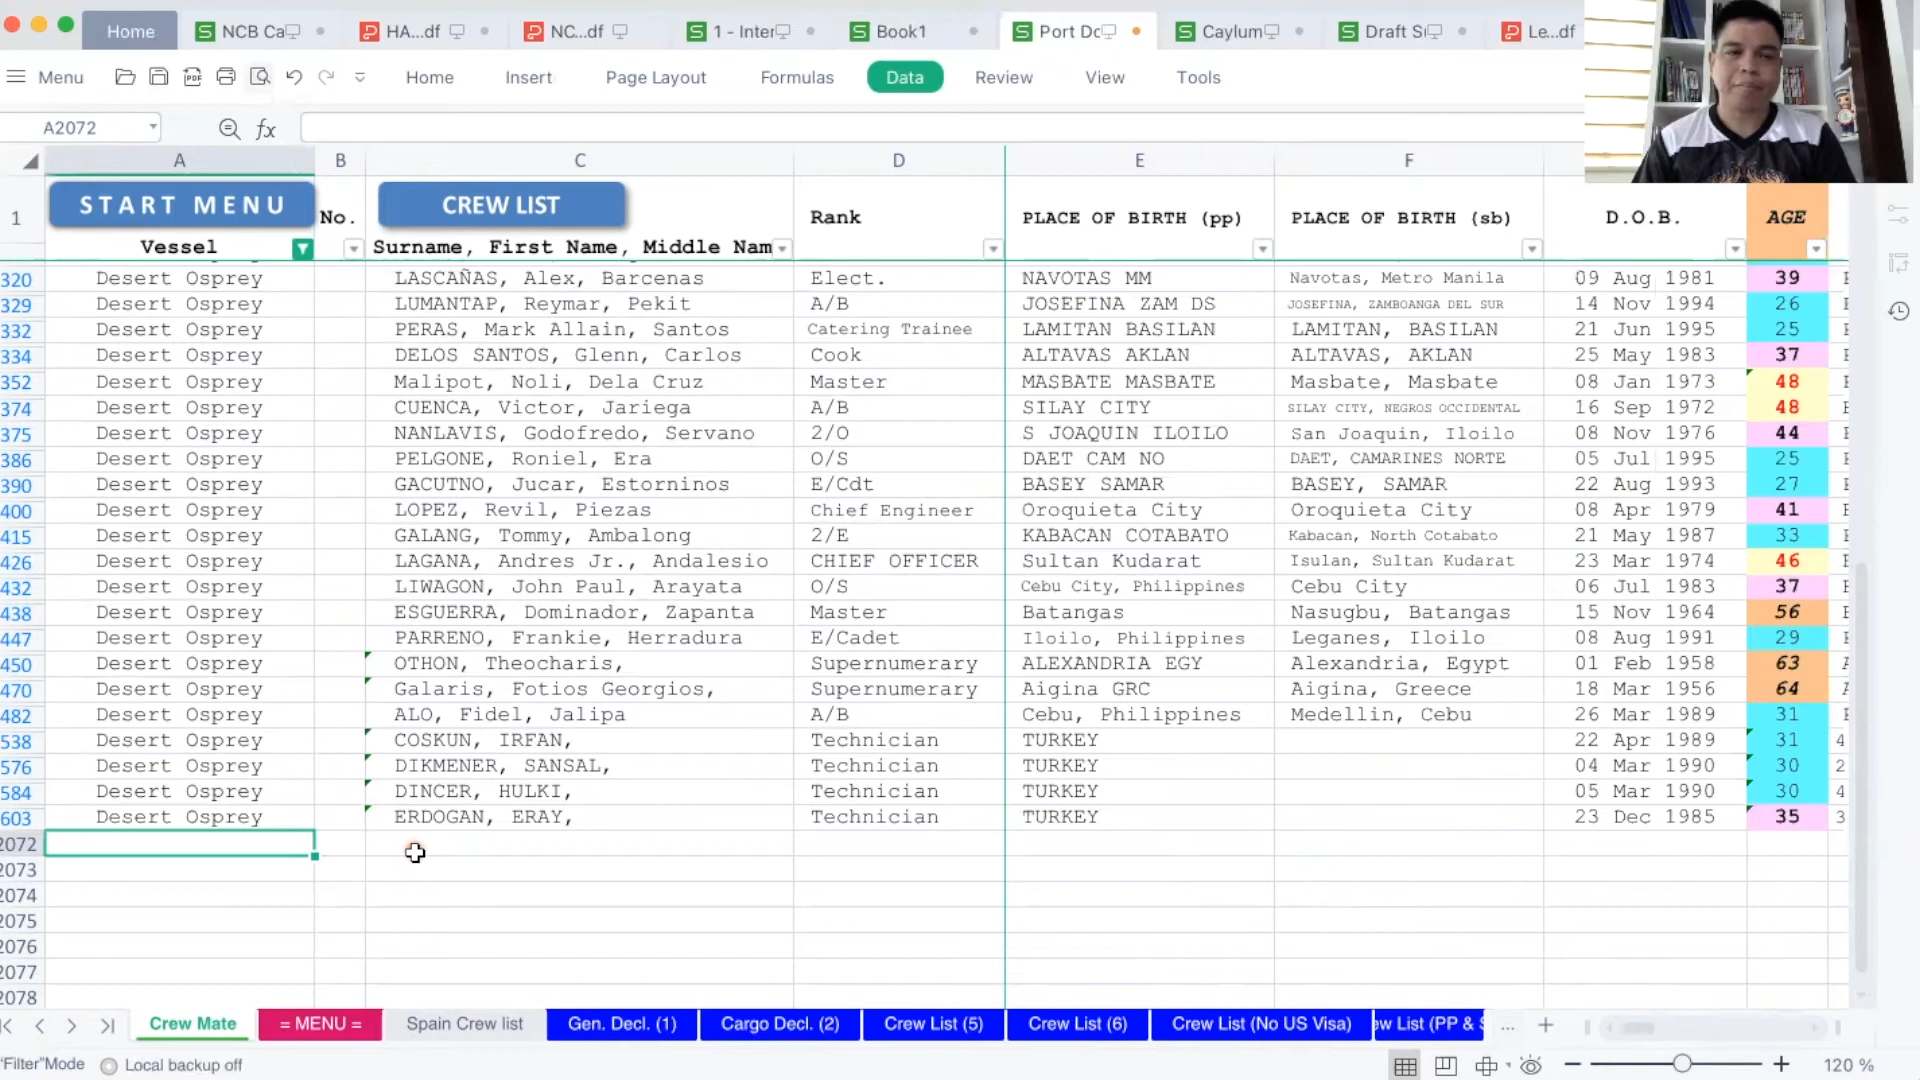 Home NCB Ca HA...df NC...df 1 - Inter Book1 Port Dc Caylum Draft S Le...df
Menu Home Insert Page Layout Formulas Data Review View Tools
A2072 fx
A B C D E F
1 START MENU No. CREW LIST Rank PLACE OF BIRTH (pp) PLACE OF BIRTH (sb) D.O.B. AGE
Vessel Surname, First Name, Middle Nam
320 Desert Osprey LASCAÑAS, Alex, Barcenas Elect. NAVOTAS MM Navotas, Metro Manila 09 Aug 1981 39
329 Desert Osprey LUMANTAP, Reymar, Pekit A/B JOSEFINA ZAM DS JOSEFINA, ZAMBOANGA DEL SUR 14 Nov 1994 26
332 Desert Osprey PERAS, Mark Allain, Santos Catering Trainee LAMITAN BASILAN LAMITAN, BASILAN 21 Jun 1995 25
334 Desert Osprey DELOS SANTOS, Glenn, Carlos Cook ALTAVAS AKLAN ALTAVAS, AKLAN 25 May 1983 37
352 Desert Osprey Malipot, Noli, Dela Cruz Master MASBATE MASBATE Masbate, Masbate 08 Jan 1973 48
374 Desert Osprey CUENCA, Victor, Jariega A/B SILAY CITY SILAY CITY, NEGROS OCCIDENTAL 16 Sep 1972 48
375 Desert Osprey NANLAVIS, Godofredo, Servano 2/O S JOAQUIN ILOILO San Joaquin, Iloilo 08 Nov 1976 44
386 Desert Osprey PELGONE, Roniel, Era O/S DAET CAM NO DAET, CAMARINES NORTE 05 Jul 1995 25
390 Desert Osprey GACUTNO, Jucar, Estorninos E/Cdt BASEY SAMAR BASEY, SAMAR 22 Aug 1993 27
400 Desert Osprey LOPEZ, Revil, Piezas Chief Engineer Oroquieta City Oroquieta City 08 Apr 1979 41
415 Desert Osprey GALANG, Tommy, Ambalong 2/E KABACAN COTABATO Kabacan, North Cotabato 21 May 1987 33
426 Desert Osprey LAGANA, Andres Jr., Andalesio CHIEF OFFICER Sultan Kudarat Isulan, Sultan Kudarat 23 Mar 1974 46
432 Desert Osprey LIWAGON, John Paul, Arayata O/S Cebu City, Philippines Cebu City 06 Jul 1983 37
438 Desert Osprey ESGUERRA, Dominador, Zapanta Master Batangas Nasugbu, Batangas 15 Nov 1964 56
447 Desert Osprey PARRENO, Frankie, Herradura E/Cadet Iloilo, Philippines Leganes, Iloilo 08 Aug 1991 29
450 Desert Osprey OTHON, Theocharis, Supernumerary ALEXANDRIA EGY Alexandria, Egypt 01 Feb 1958 63
470 Desert Osprey Galaris, Fotios Georgios, Supernumerary Aigina GRC Aigina, Greece 18 Mar 1956 64
482 Desert Osprey ALO, Fidel, Jalipa A/B Cebu, Philippines Medellin, Cebu 26 Mar 1989 31
538 Desert Osprey COSKUN, IRFAN, Technician TURKEY 22 Apr 1989 31 4
576 Desert Osprey DIKMENER, SANSAL, Technician TURKEY 04 Mar 1990 30 2
584 Desert Osprey DINCER, HULKI, Technician TURKEY 05 Mar 1990 30 4
603 Desert Osprey ERDOGAN, ERAY, Technician TURKEY 23 Dec 1985 35 3
2072
2073
2074
2075
2076
2077
2078
Crew Mate = MENU = Spain Crew list Gen. Decl. (1) Cargo Decl. (2) Crew List (5) Crew List (6) Crew List (No US Visa) ew List (PP & S ...
"Filter"Mode Local backup off 120 %